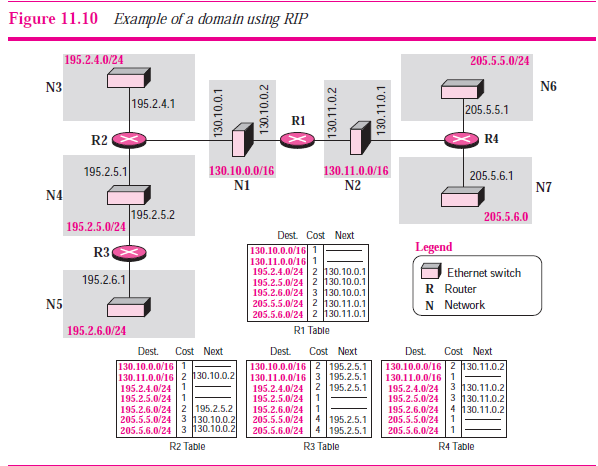 Figure 11.10 Example of a domain using RIP
195.2.4.0/24
205.5.5.0/24
N3
N6
195.2.4.1
130.10.0.1
130.10.0.2
130.11.0.2
130.11.0.1
205.5.5.1
R1
R2
R4
195.2.5.1
130.10.0.0/16
130.11.0.0/16
205.5.6.1
N1
N2
N7
N4
195.2.5.2
195.2.5.0/24
205.5.6.0
R3
195.2.6.1
N5
195.2.6.0/24
Dest. Cost Next
130.10.0.0/16 1
130.11.0.0/16 1
195.2.4.0/24 2 130.10.0.1
195.2.5.0/24 2 130.10.0.1
195.2.6.0/24 3 130.10.0.1
205.5.5.0/24 2 130.11.0.1
205.5.6.0/24 2 130.11.0.1
R1 Table
Legend
Ethernet switch
R Router
N Network
Dest. Cost Next
130.10.0.0/16 1
130.11.0.0/16 2 130.10.0.2
195.2.4.0/24 1
195.2.5.0/24 1
195.2.6.0/24 2 195.2.5.2
205.5.5.0/24 3 130.10.0.2
205.5.6.0/24 3 130.10.0.2
R2 Table
Dest. Cost Next
130.10.0.0/16 2 195.2.5.1
130.11.0.0/16 3 195.2.5.1
195.2.4.0/24 2 195.2.5.1
195.2.5.0/24 1
195.2.6.0/24 1
205.5.5.0/24 4 195.2.5.1
205.5.6.0/24 4 195.2.5.1
R3 Table
Dest. Cost Next
130.10.0.0/16 2 130.11.0.2
130.11.0.0/16 1
195.2.4.0/24 3 130.11.0.2
195.2.5.0/24 3 130.11.0.2
195.2.6.0/24 4 130.11.0.2
205.5.5.0/24 1
205.5.6.0/24 1
R4 Table